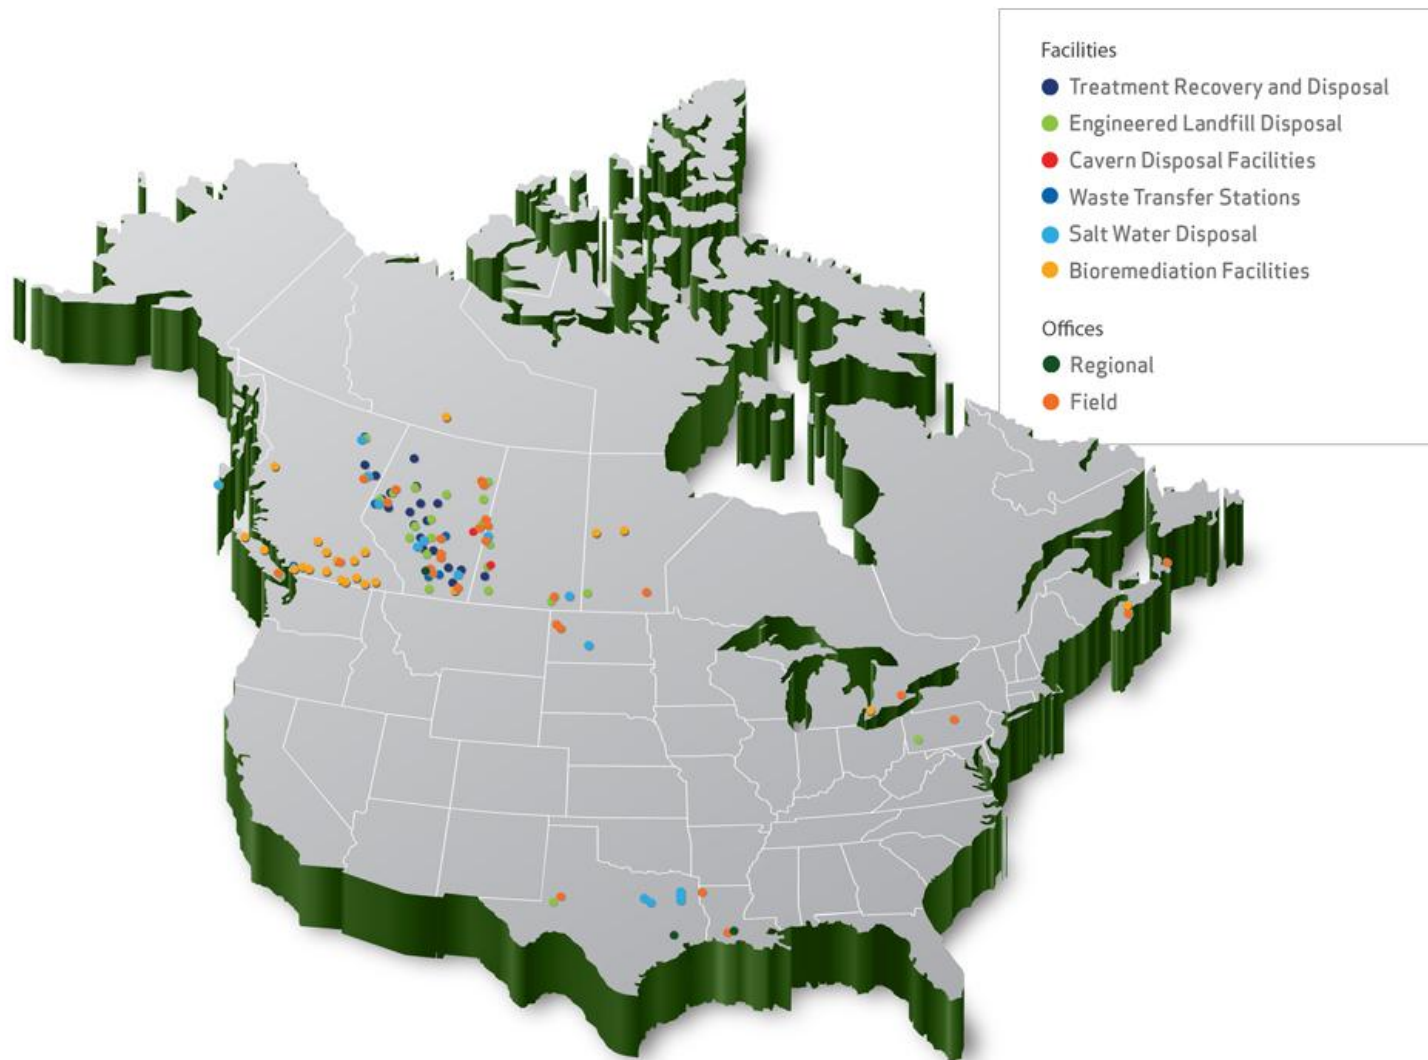 Facilities
Treatment Recovery and Disposal
Engineered Landfill Disposal
Cavern Disposal Facilities
Waste Transfer Stations
Salt Water Disposal
Bioremediation Facilities
Offices
Regional
Field